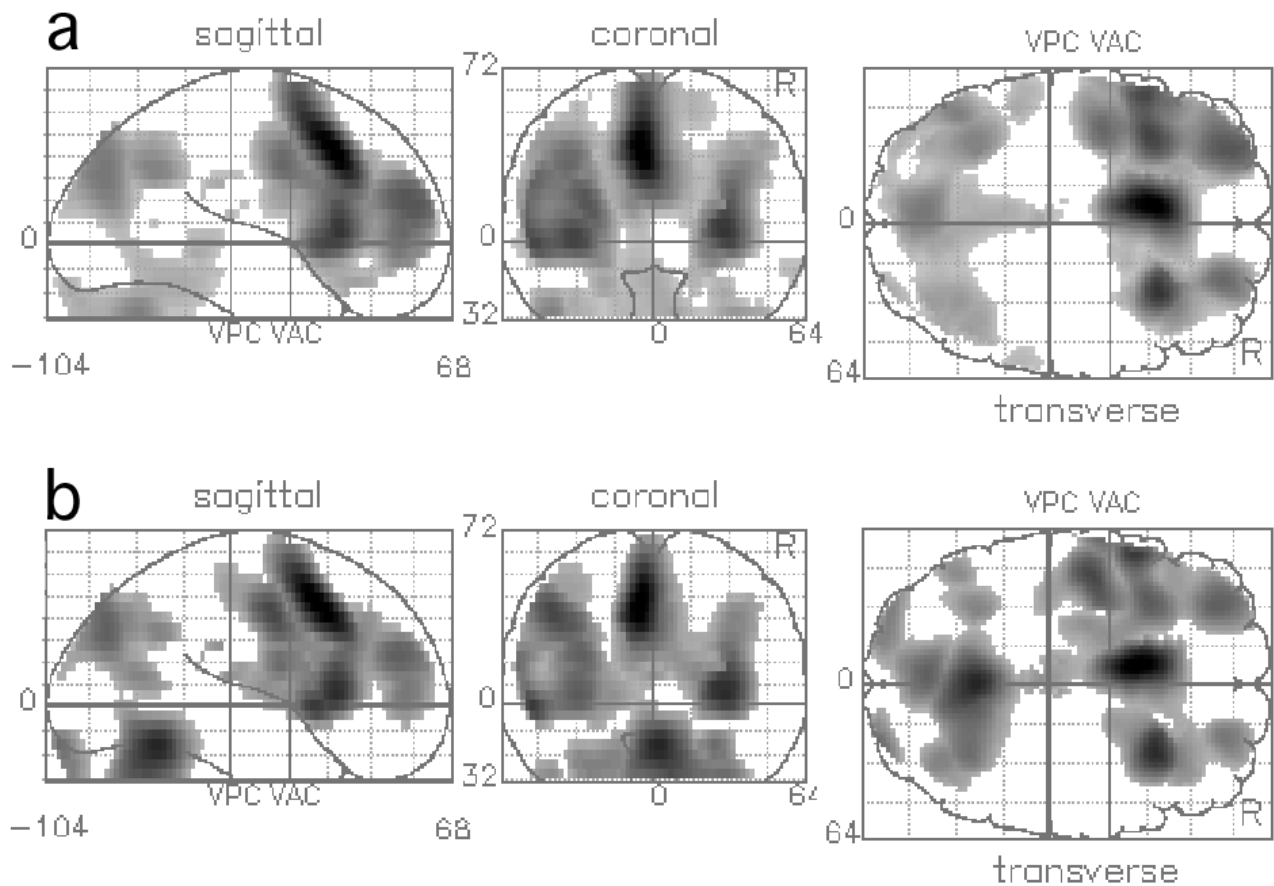 a
sagittal
coronal
VPC VAC
72
R
0
0
0
32
VPC VAC
0
64
R
64
−104
68
transverse
b
sagittal
coronal
VPC VAC
72
R
0
0
0
32
VPC VAC
0
64
R
64
−104
68
transverse